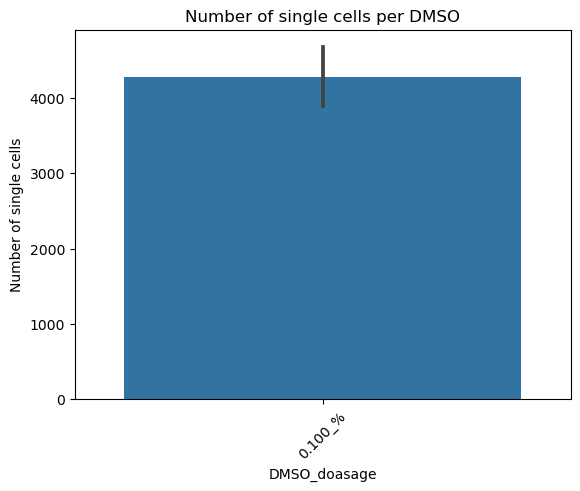 Number of single cells per DMSO
Number of single cells
4000
3000
2000
1000
0
0.100_%
DMSO_doasage